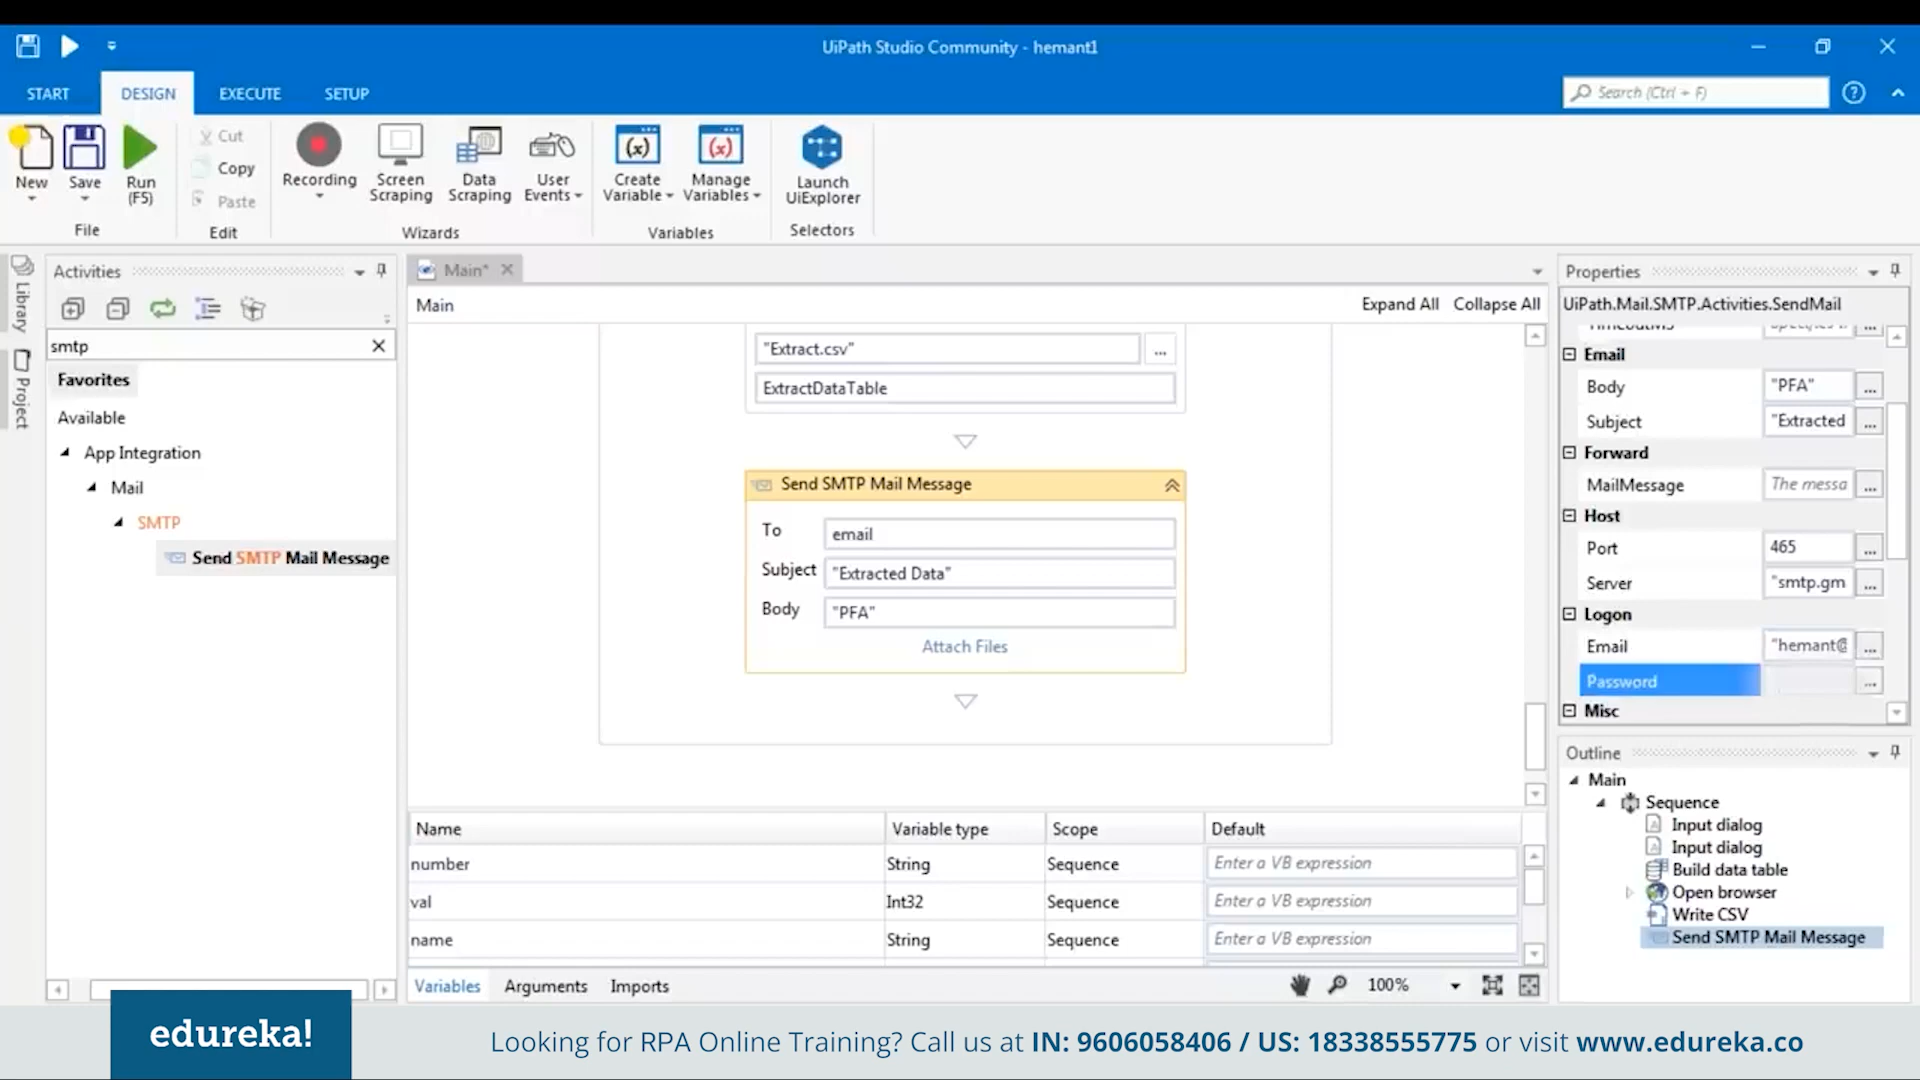 UiPath Studio Community - hemant1
START DESIGN EXECUTE SETUP
Search (Ctrl + F)
New
Save
Run
(F5)
File
Cut
Copy
Paste
Edit
Recording
Screen
Scraping
Data
Scraping
User
Events
Wizards
Create
Variable
Manage
Variables
Variables
Launch
UiExplorer
Selectors
Library
Project
Activities
smtp
Favorites
Available
App Integration
Mail
SMTP
Send SMTP Mail Message
Main*
Main
Expand All Collapse All
"Extract.csv" ...
ExtractDataTable
Send SMTP Mail Message
To email
Subject "Extracted Data"
Body "PFA"
Attach Files
Name Variable type Scope Default
number String Sequence Enter a VB expression
val Int32 Sequence Enter a VB expression
name String Sequence Enter a VB expression
Variables Arguments Imports
100%
Properties
UiPath.Mail.SMTP.Activities.SendMail
Email
Body "PFA" ...
Subject "Extracted ...
Forward
MailMessage The messa ...
Host
Port 465 ...
Server "smtp.gm ...
Logon
Email "hemant@ ...
Password ...
Misc
Outline
Main
Sequence
Input dialog
Input dialog
Build data table
Open browser
Write CSV
Send SMTP Mail Message
edureka!
Looking for RPA Online Training? Call us at IN: 9606058406 / US: 18338555775 or visit www.edureka.co